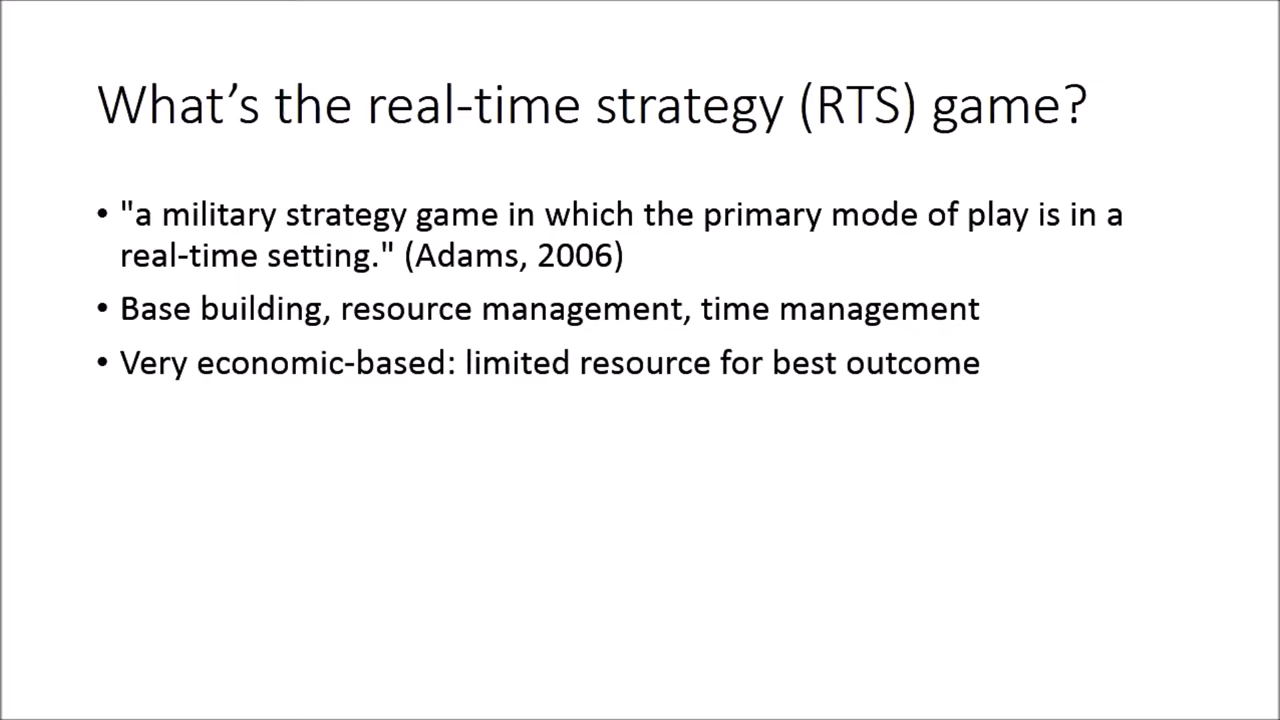 What’s the real-time strategy (RTS) game?
• "a military strategy game in which the primary mode of play is in a
real-time setting." (Adams, 2006)
• Base building, resource management, time management
• Very economic-based: limited resource for best outcome